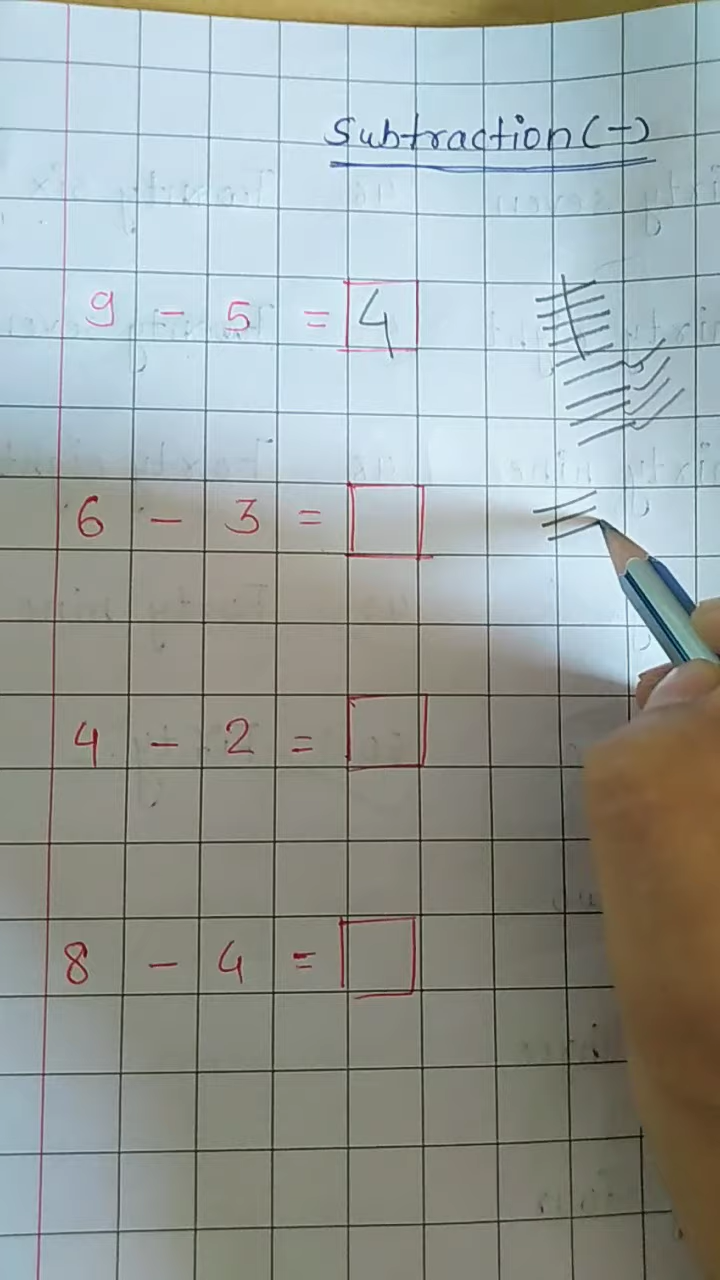 Subtraction (-)
9 - 5 = 4
6 - 3 =
4 - 2 =
8 - 4 =